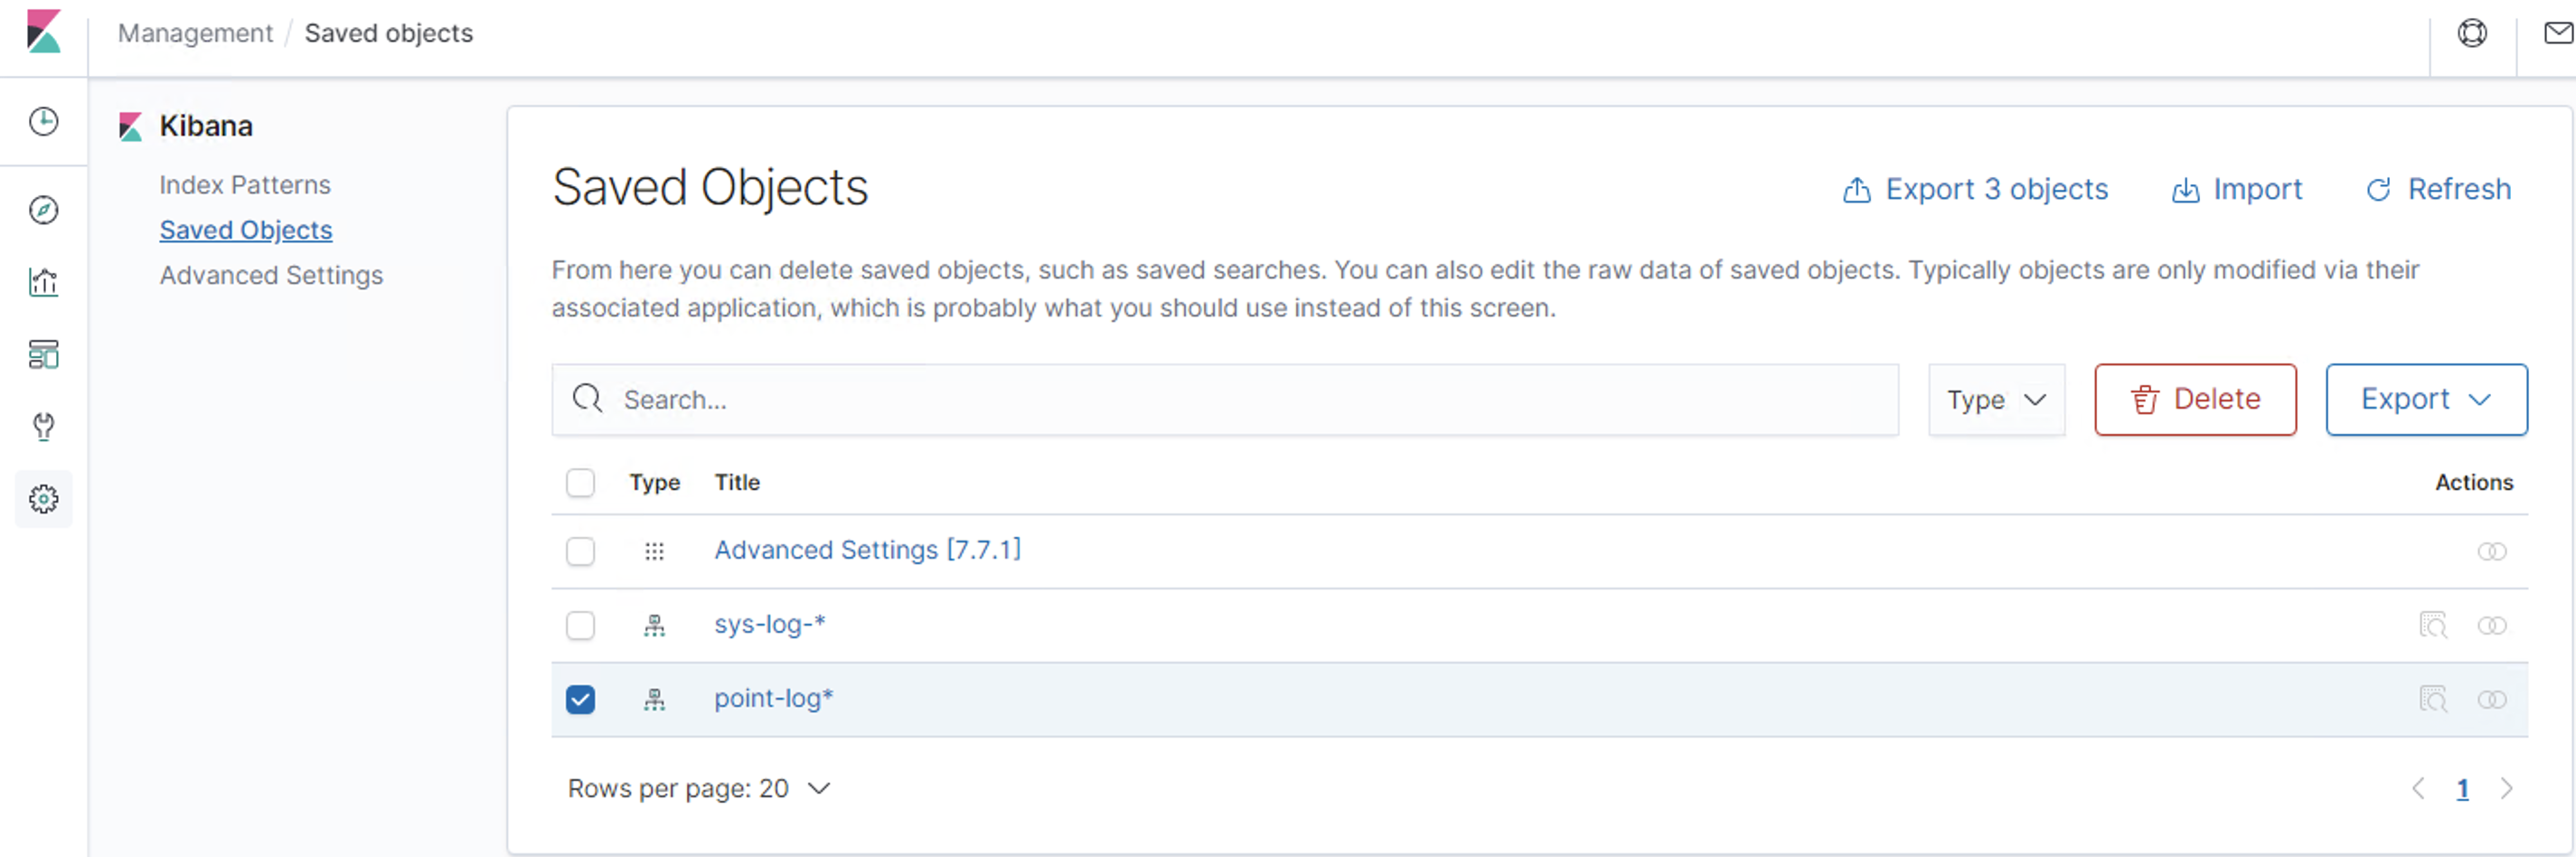 Management / Saved objects
Kibana
Index Patterns
Saved Objects
Advanced Settings
Saved Objects
Export 3 objects
Import
Refresh
From here you can delete saved objects, such as saved searches. You can also edit the raw data of saved objects. Typically objects are only modified via their
associated application, which is probably what you should use instead of this screen.
Search...
Type
Delete
Export
Type Title Actions
Advanced Settings [7.7.1]
sys-log-*
point-log*
Rows per page: 20
1